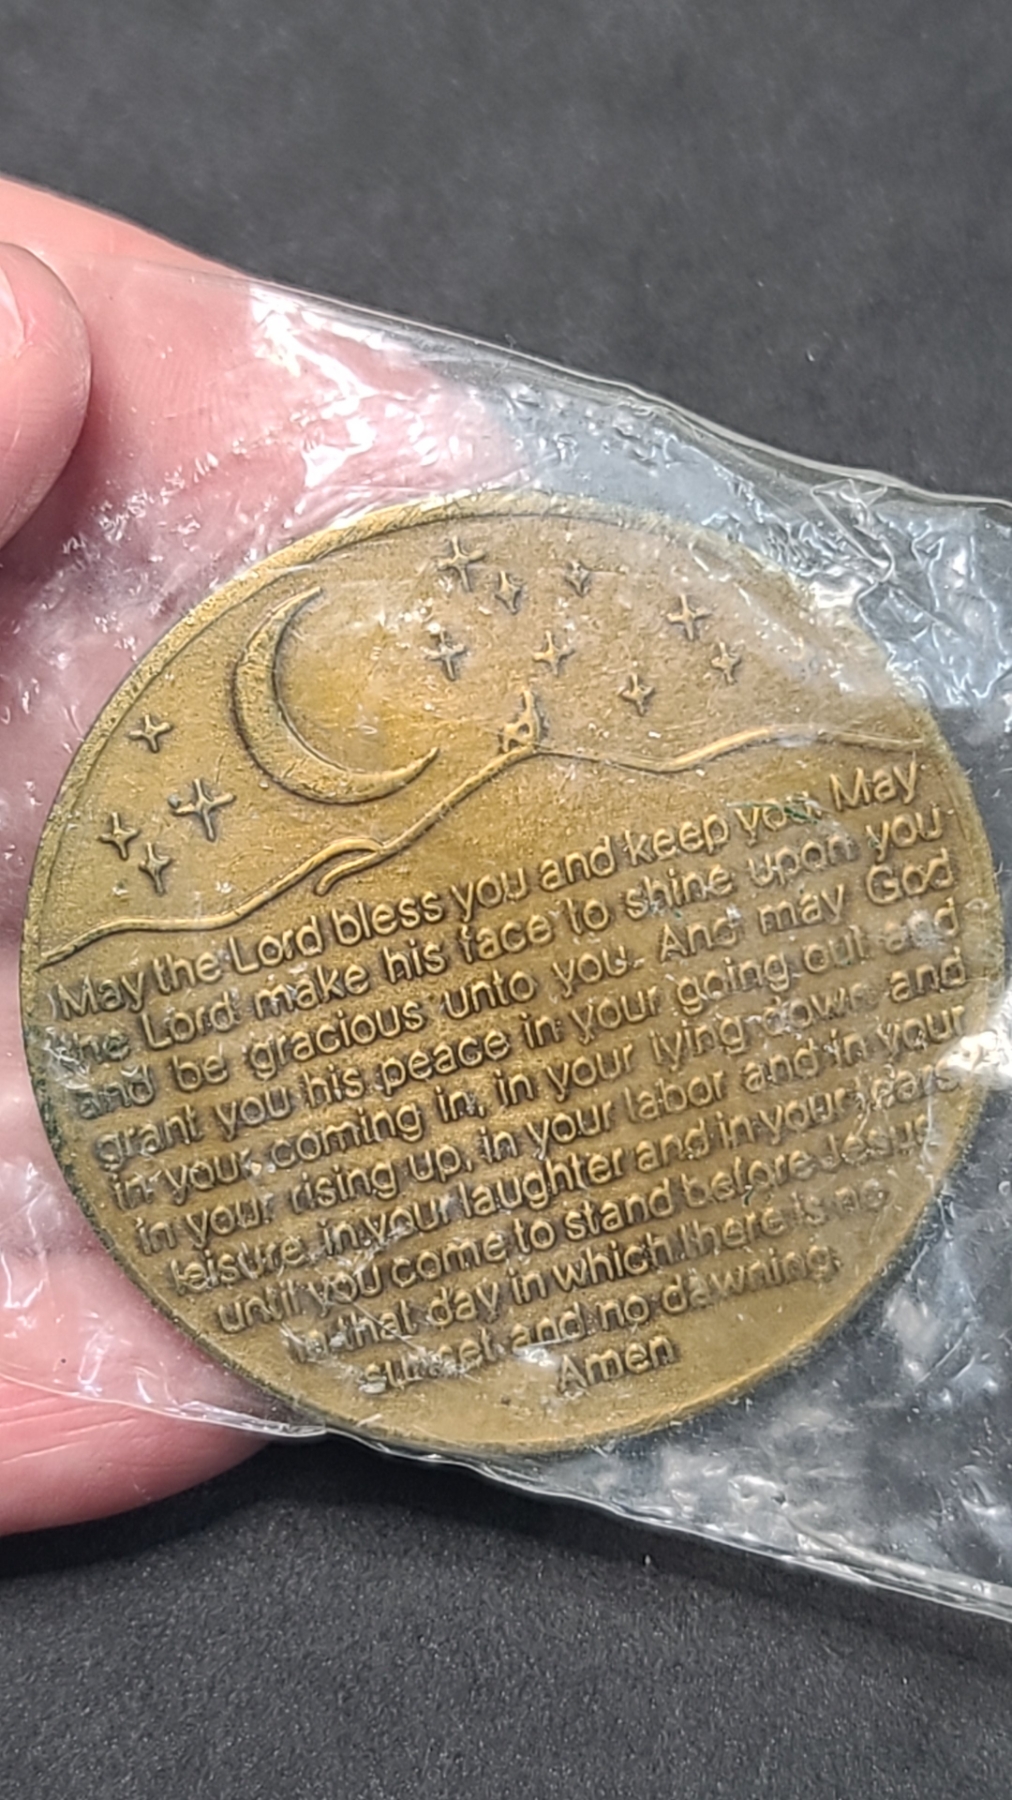 May the Lord bless you and keep you. May
the Lord make his face to shine upon you
and be gracious unto you. And may God
grant you his peace in your going out and
in your coming in, in your lying down and
in your rising up, in your labor and in your
leisure, in your laughter and in your tears
until you come to stand before Jesus
in that day in which there is no
sunset and no dawning.
Amen